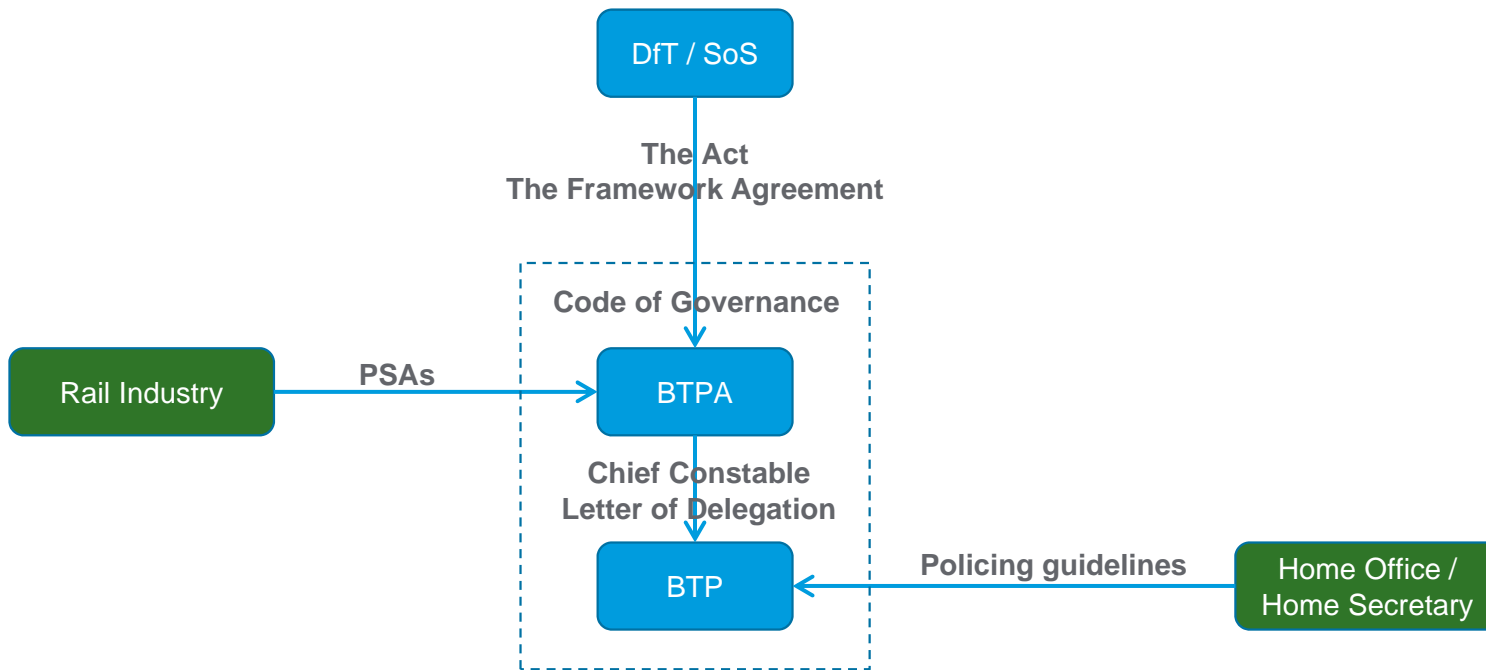 DfT / SoS
The Act
The Framework Agreement
Code of Governance
Rail Industry
PSAs
BTPA
Chief Constable
Letter of Delegation
BTP
Policing guidelines
Home Office /
Home Secretary